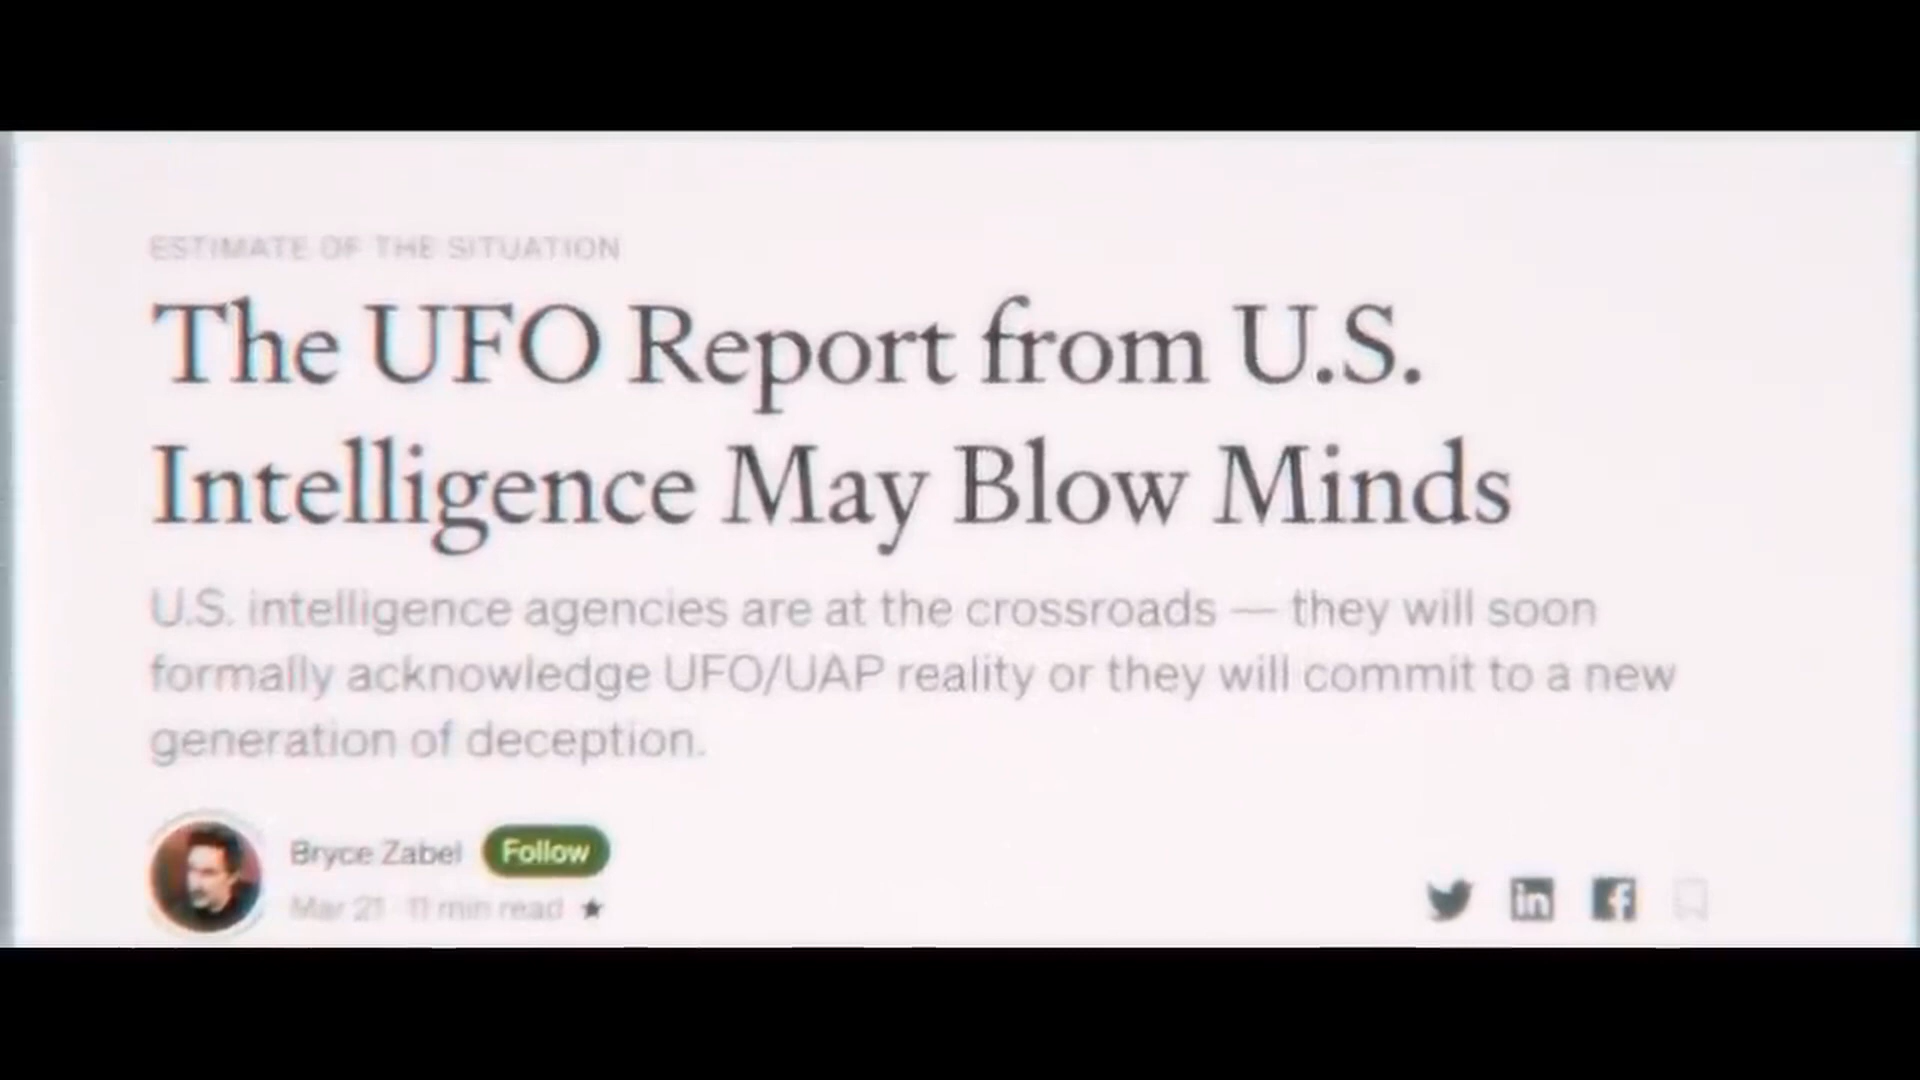 ESTIMATE OF THE SITUATION
The UFO Report from U.S.
Intelligence May Blow Minds
U.S. intelligence agencies are at the crossroads — they will soon
formally acknowledge UFO/UAP reality or they will commit to a new
generation of deception.
Bryce Zabel Follow
Mar 21 · 11 min read